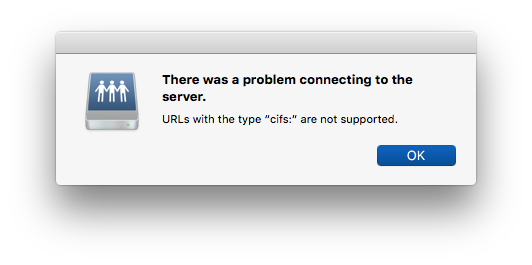 There was a problem connecting to the
server.
URLs with the type “cifs:” are not supported.
OK